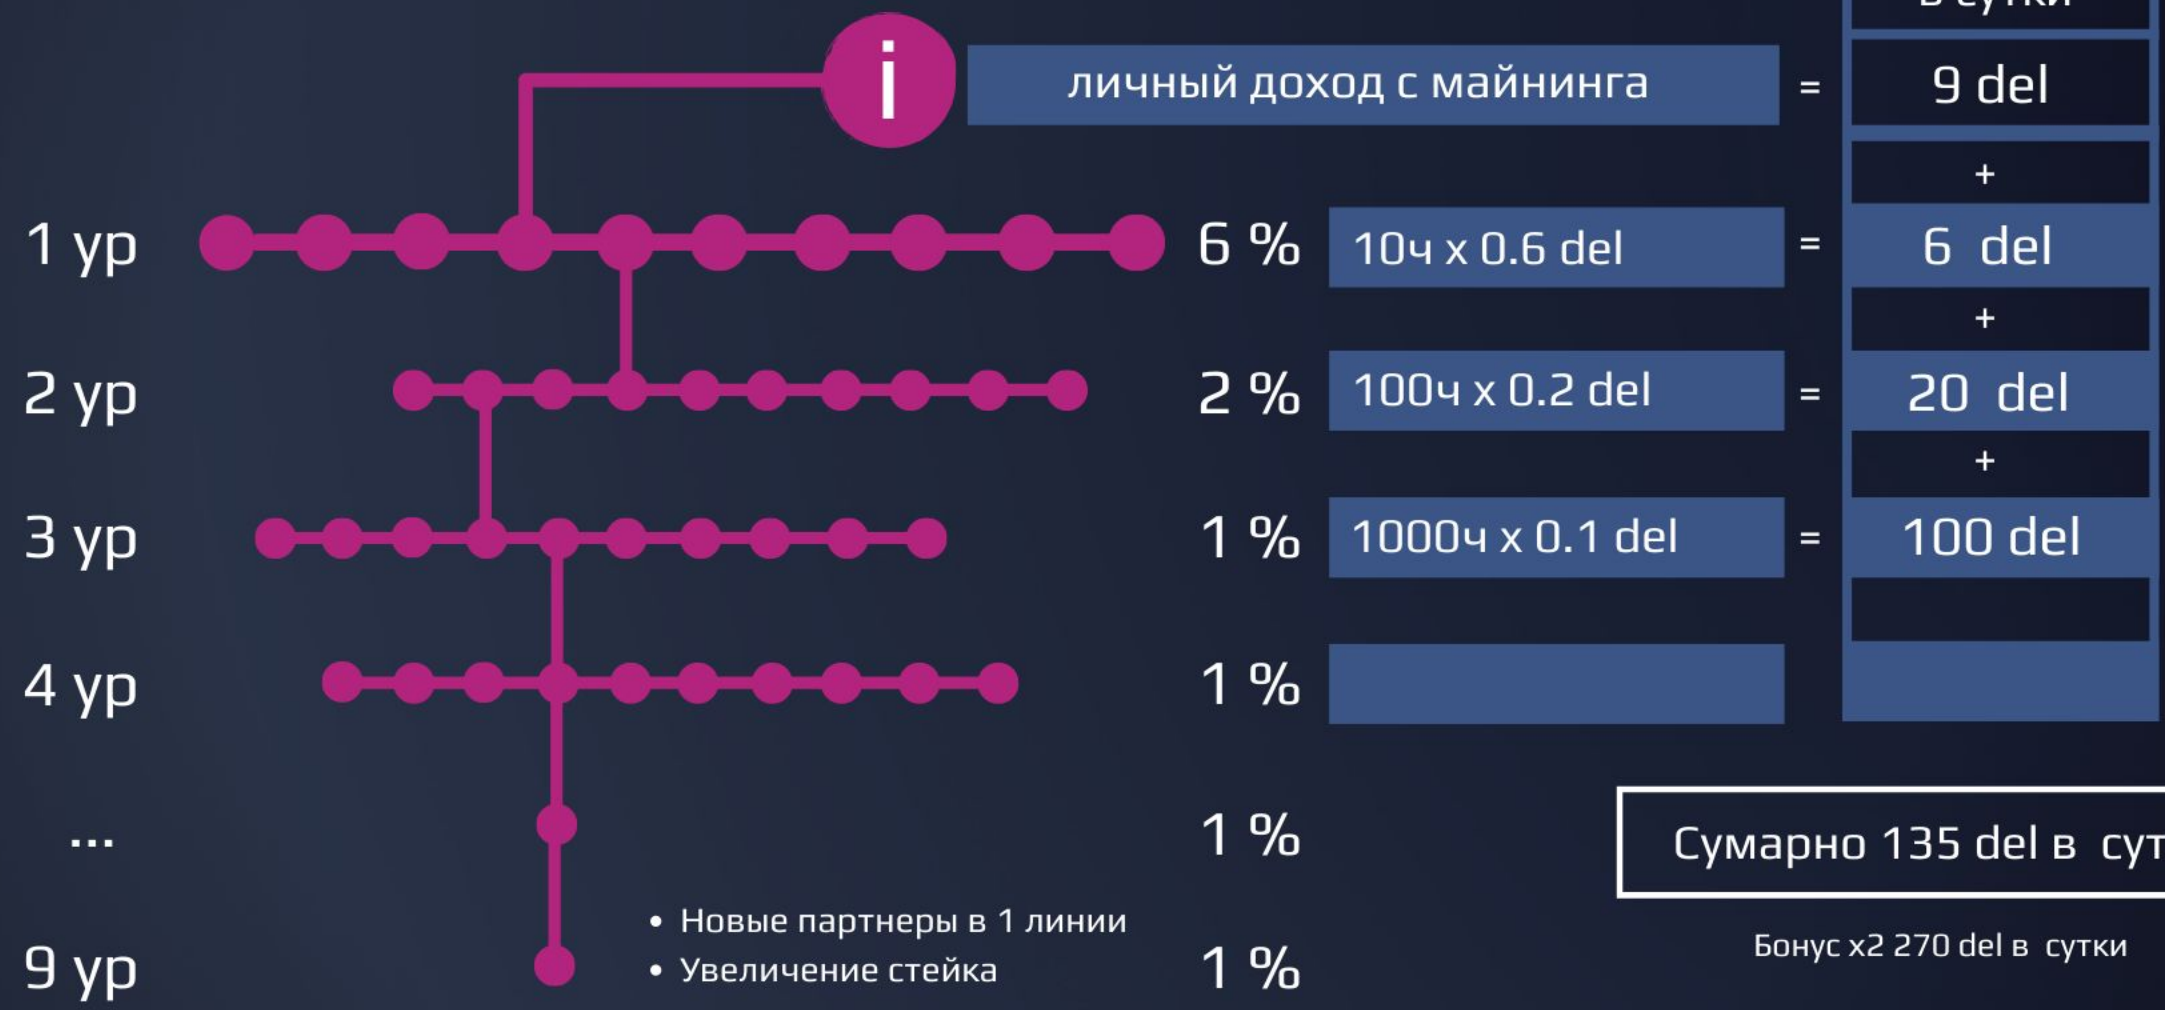 в сутки
i
личный доход с майнинга
=
9 del
+
1 ур
6 %
10ч x 0.6 del
=
6 del
+
2 ур
2 %
100ч x 0.2 del
=
20 del
+
3 ур
1 %
1000ч x 0.1 del
=
100 del
4 ур
1 %
...
1 %
Сумарно 135 del в сут
• Новые партнеры в 1 линии
• Увеличение стейка
9 ур
1 %
Бонус x2 270 del в сутки